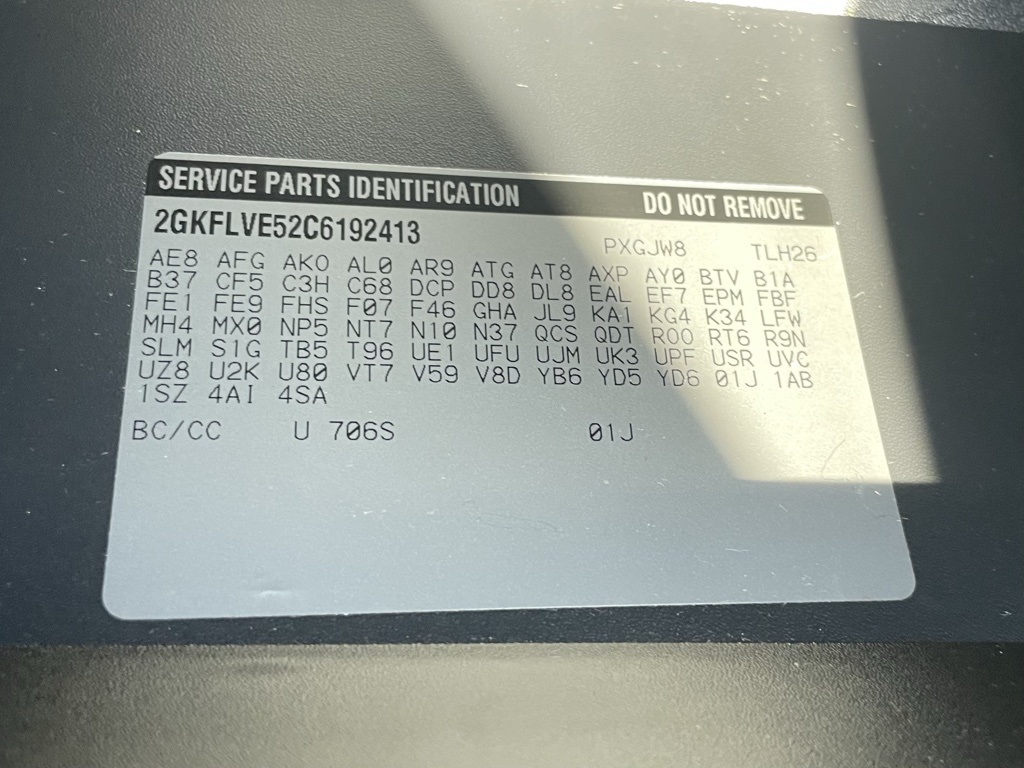 SERVICE PARTS IDENTIFICATION DO NOT REMOVE
2GKFLVE52C6192413 PXGJW8 TLH26
AE8 AFG AKO AL0 AR9 ATG AT8 AXP AY0 BTV B1A
B37 CF5 C3H C68 DCP DD8 DL8 EAL EF7 EPM FBF
FE1 FE9 FHS F07 F46 GHA JL9 KA1 KG4 K34 LFW
MH4 MX0 NP5 NT7 N10 N37 QCS QDT ROO RT6 R9N
SLM S1G TB5 T96 UE1 UFU UJM UK3 UPF USR UVC
UZ8 U2K U80 VT7 V59 V8D YB6 YD5 YD6 01J 1AB
1SZ 4AI 4SA
BC/CC U 706S 01J